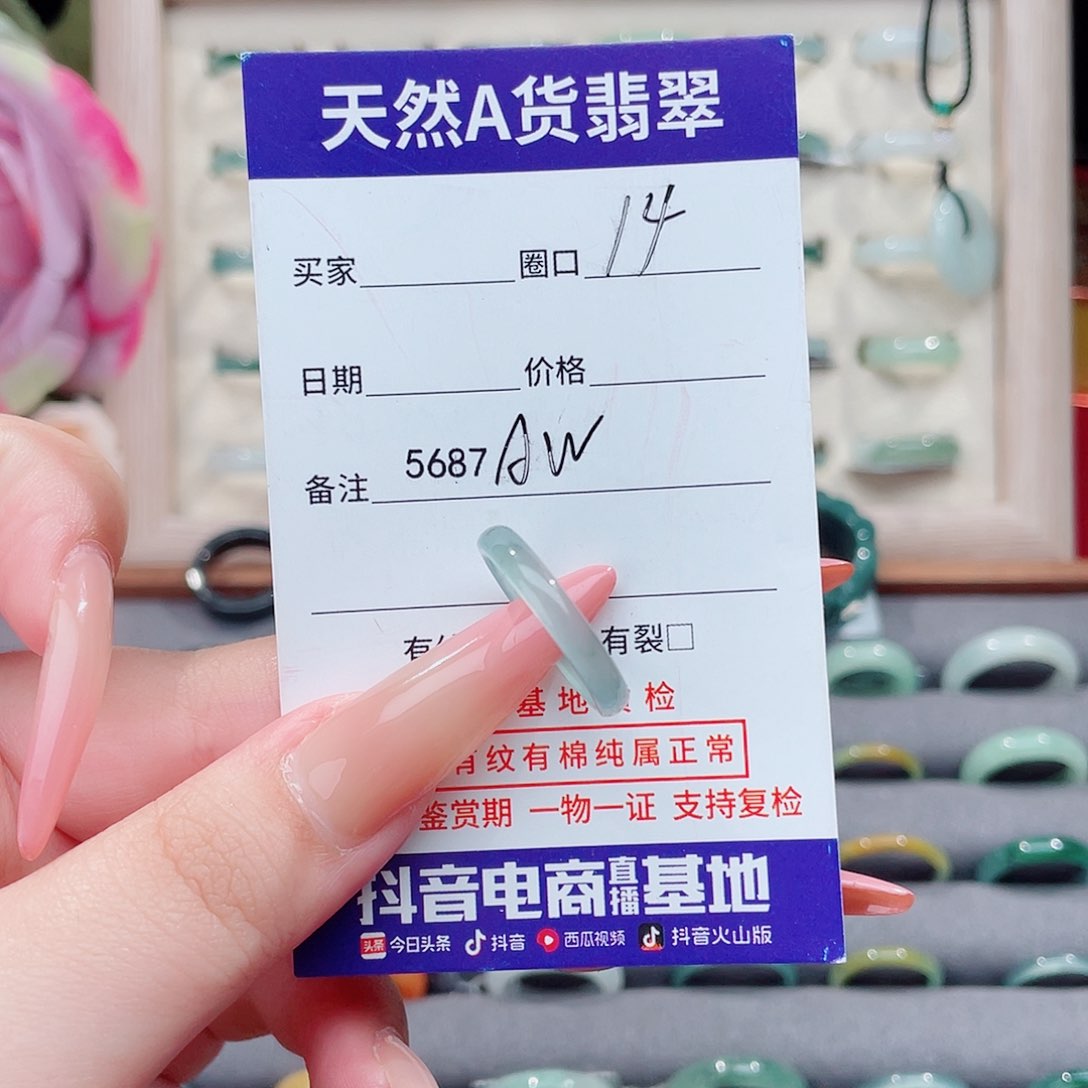 天然A货翡翠
买家 圈口 14
日期 价格
备注 5687 AW
有 有裂□
基地 检
有纹有棉纯属正常
鉴赏期 一物一证 支持复检
抖音电商直播基地
头条 今日头条 抖音 西瓜视频 抖音火山版